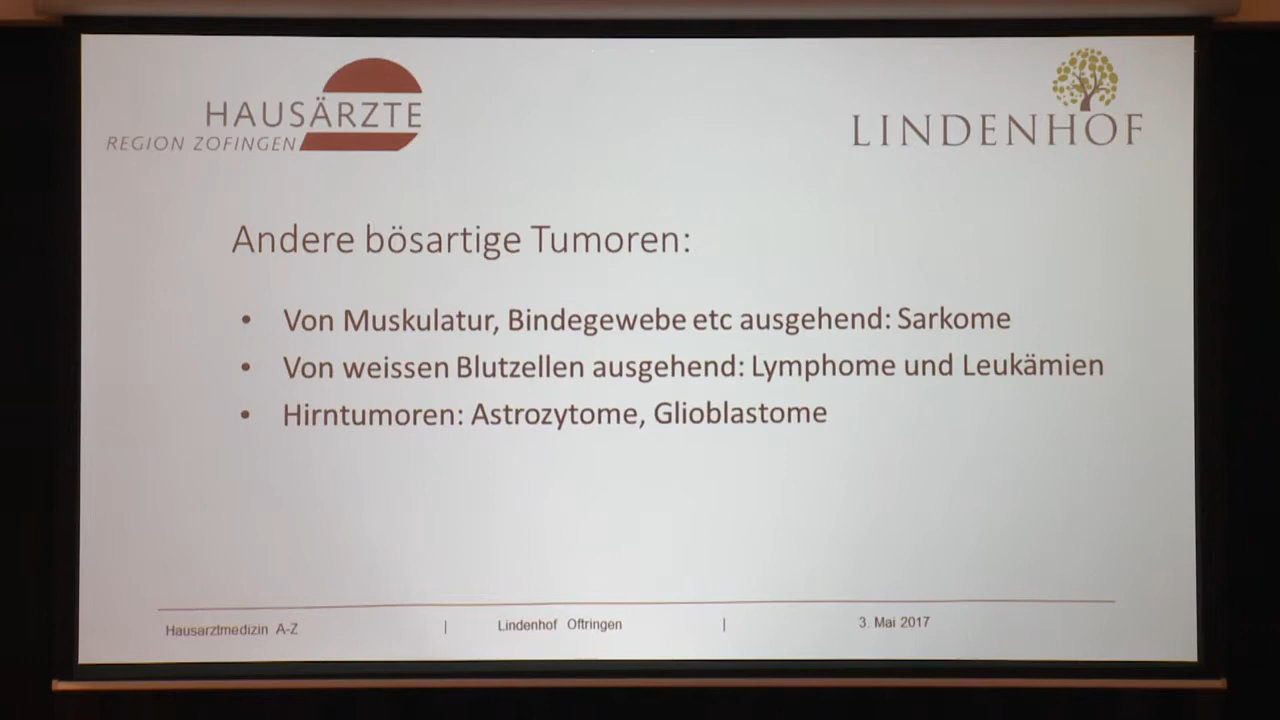 HAUSÄRZTE
REGION ZOFINGEN
LINDENHOF
Andere bösartige Tumoren:
• Von Muskulatur, Bindegewebe etc ausgehend: Sarkome
• Von weissen Blutzellen ausgehend: Lymphome und Leukämien
• Hirntumoren: Astrozytome, Glioblastome
Hausarztmedizin A-Z | Lindenhof Oftringen | 3. Mai 2017